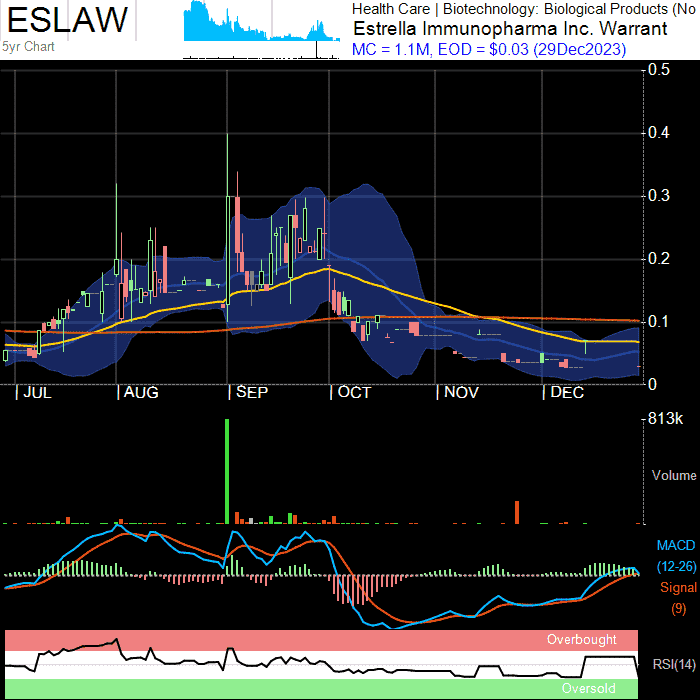 ESLAW
5yr Chart
Health Care | Biotechnology: Biological Products (No
Estrella Immunopharma Inc. Warrant
MC = 1.1M, EOD = $0.03 (29Dec2023)
0.5
0.4
0.3
0.2
0.1
0
JUL AUG SEP OCT NOV DEC
813k
Volume
MACD
(12-26)
Signal
(9)
Overbought
RSI(14)
Oversold